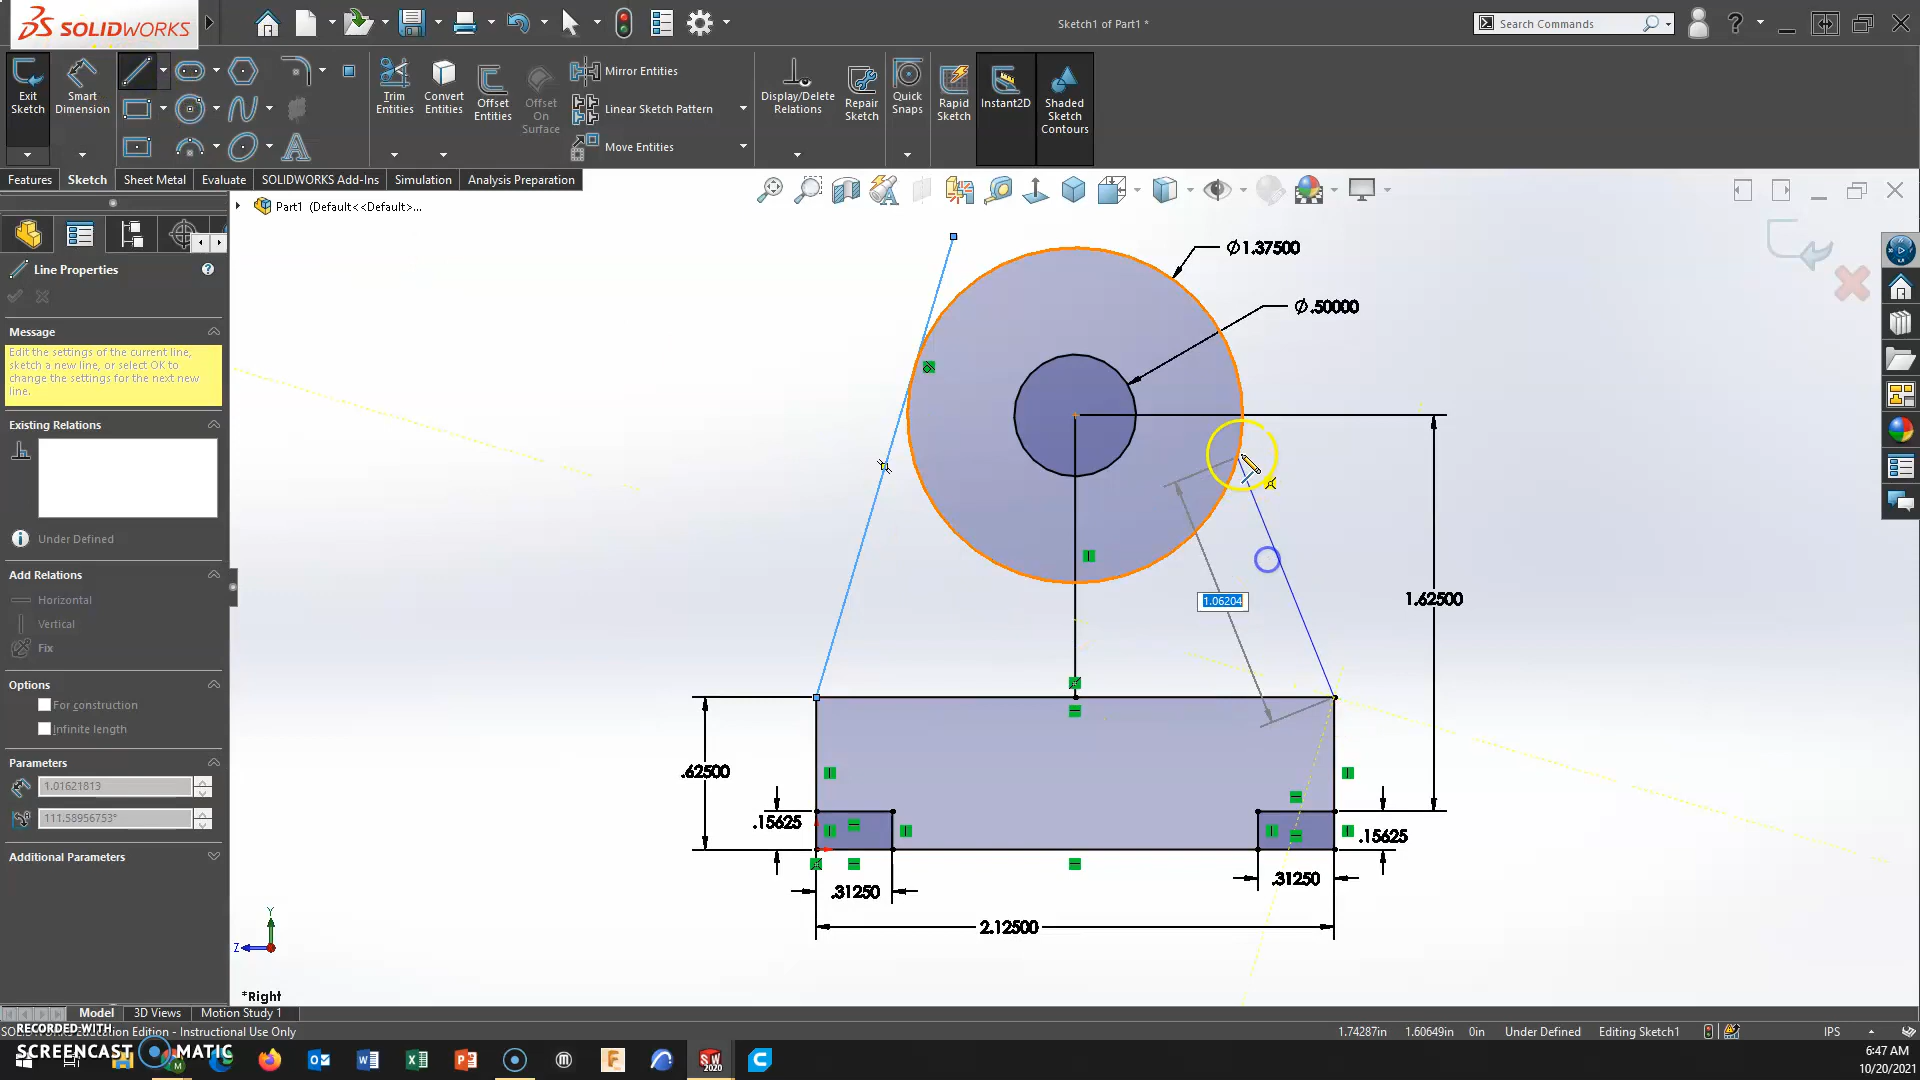 SOLIDWORKS
Sketch1 of Part1 *
Search Commands
Exit Sketch
Smart Dimension
Trim Entities
Convert Entities
Offset Entities
Offset On Surface
Mirror Entities
Linear Sketch Pattern
Move Entities
Display/Delete Relations
Repair Sketch
Quick Snaps
Rapid Sketch
Instant2D
Shaded Sketch Contours
Features
Sketch
Sheet Metal
Evaluate
SOLIDWORKS Add-Ins
Simulation
Analysis Preparation
Part1 (Default<<Default>...
Line Properties
Message
Edit the settings of the current line,
sketch a new line, or select OK to
change the settings for the next new
line.
Existing Relations
Under Defined
Add Relations
Horizontal
Vertical
Fix
Options
For construction
Infinite length
Parameters
1.01621813
111.58956753°
Additional Parameters
Ø1.37500
Ø.50000
1.06204
1.62500
.62500
.15625
.15625
.31250
.31250
2.12500
Y
Z
*Right
Model
3D Views
Motion Study 1
SOLIDWORKS Education Edition - Instructional Use Only
1.74287in
1.60649in
0in
Under Defined
Editing Sketch1
IPS
RECORDED WITH
SCREENCAST MATIC
6:47 AM
10/20/2021